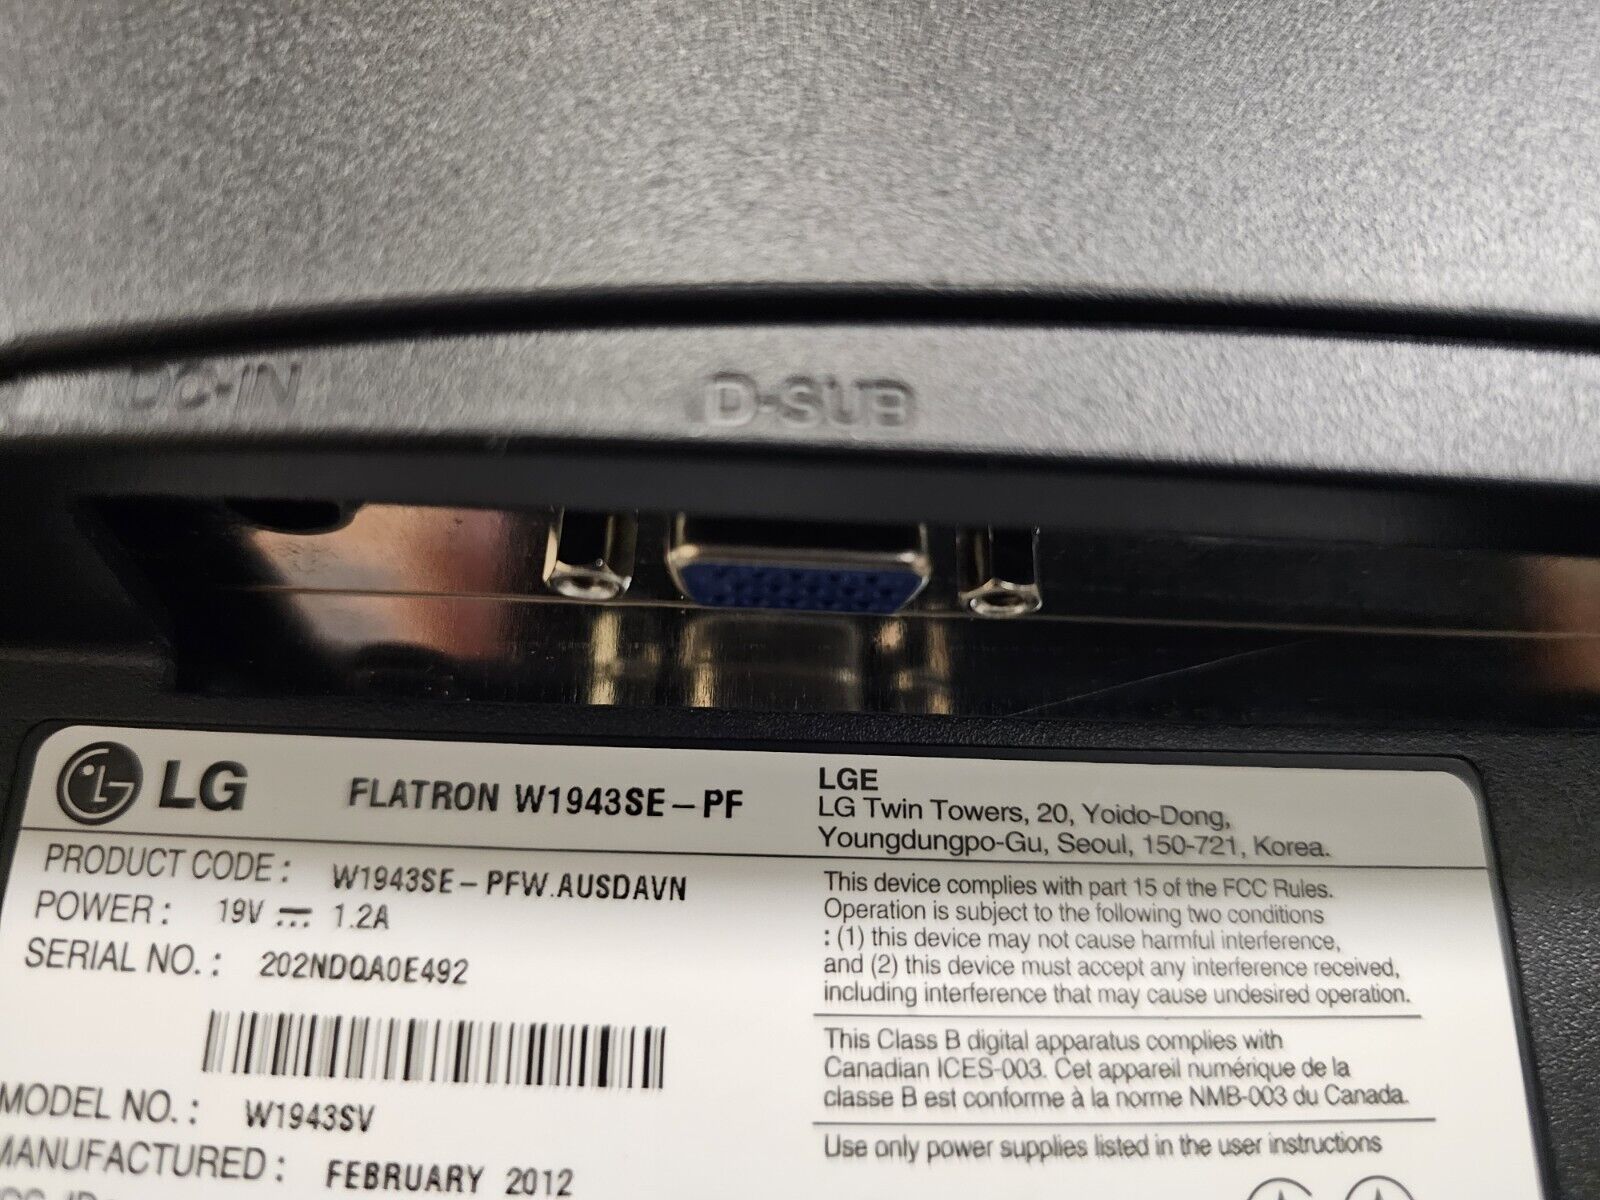 DC-IN
D-SUB
LG
FLATRON W1943SE-PF
LGE
LG Twin Towers, 20, Yoido-Dong,
Youngdungpo-Gu, Seoul, 150-721, Korea.
PRODUCT CODE : W1943SE-PFW.AUSDAVN
POWER : 19V ⎓ 1.2A
SERIAL NO. : 202NDQA0E492
MODEL NO. : W1943SV
MANUFACTURED : FEBRUARY 2012
This device complies with part 15 of the FCC Rules.
Operation is subject to the following two conditions
: (1) this device may not cause harmful interference,
and (2) this device must accept any interference received,
including interference that may cause undesired operation.
This Class B digital apparatus complies with
Canadian ICES-003. Cet appareil numérique de la
classe B est conforme à la norme NMB-003 du Canada.
Use only power supplies listed in the user instructions